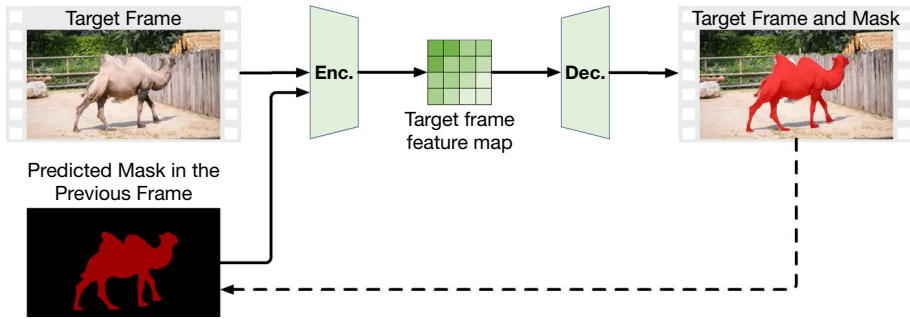 Target Frame
Enc.
Target frame
feature map
Dec.
Target Frame and Mask
Predicted Mask in the
Previous Frame